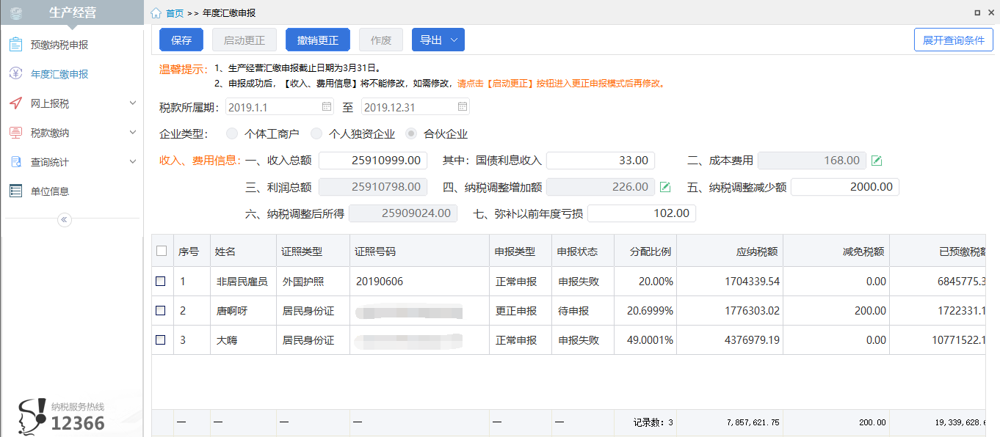 生产经营
首页 >> 年度汇缴申报
预缴纳税申报
年度汇缴申报
网上报税
税款缴纳
查询统计
单位信息
纳税服务热线
12366
保存 启动更正 撤销更正 作废 导出 展开查询条件
温馨提示： 1、生产经营汇缴申报截止日期为3月31日。
2、申报成功后，【收入、费用信息】将不能修改，如需修改，请点击【启动更正】按钮进入更正申报模式后再修改。
税款所属期： 2019.1.1 至 2019.12.31
企业类型： 个体工商户 个人独资企业 合伙企业
收入、费用信息： 一、收入总额 25910999.00 其中：国债利息收入 33.00 二、成本费用 168.00
三、利润总额 25910798.00 四、纳税调整增加额 226.00 五、纳税调整减少额 2000.00
六、纳税调整后所得 25909024.00 七、弥补以前年度亏损 102.00
序号 姓名 证照类型 证照号码 申报类型 申报状态 分配比例 应纳税额 减免税额 已预缴税额
1 非居民雇员 外国护照 20190606 正常申报 申报失败 20.00% 1704339.54 0.00 6845775.3
2 唐啊呀 居民身份证 更正申报 待申报 20.6999% 1776303.02 200.00 1722331.1
3 大嗨 居民身份证 正常申报 申报失败 49.0001% 4376979.19 0.00 10771522.1
— — — — — — 记录数：3 7,857,621.75 200.00 19,339,628.6